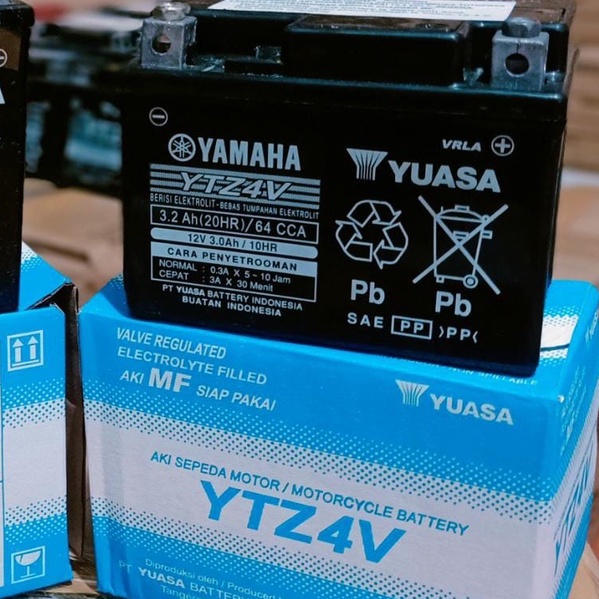 YAMAHA
YTZ4V
BERISI ELEKTROLIT-BEBAS TUMPAHAN ELEKTROLIT
3.2 Ah(20HR)/64 CCA
12V 3.0Ah / 10HR
CARA PENYETROOMAN
NORMAL : 0.3A X 5 ~ 10 Jam
CEPAT : 3A X 30 Menit
PT YUASA BATTERY INDONESIA
BUATAN INDONESIA
VRLA
YUASA
Pb
Pb
SAE PP >PP<
VALVE REGULATED
ELECTROLYTE FILLED
AKI MF SIAP PAKAI
YUASA
AKI SEPEDA MOTOR / MOTORCYCLE BATTERY
YTZ4V
Diproduksi oleh / Produced
PT YUASA BATTERY